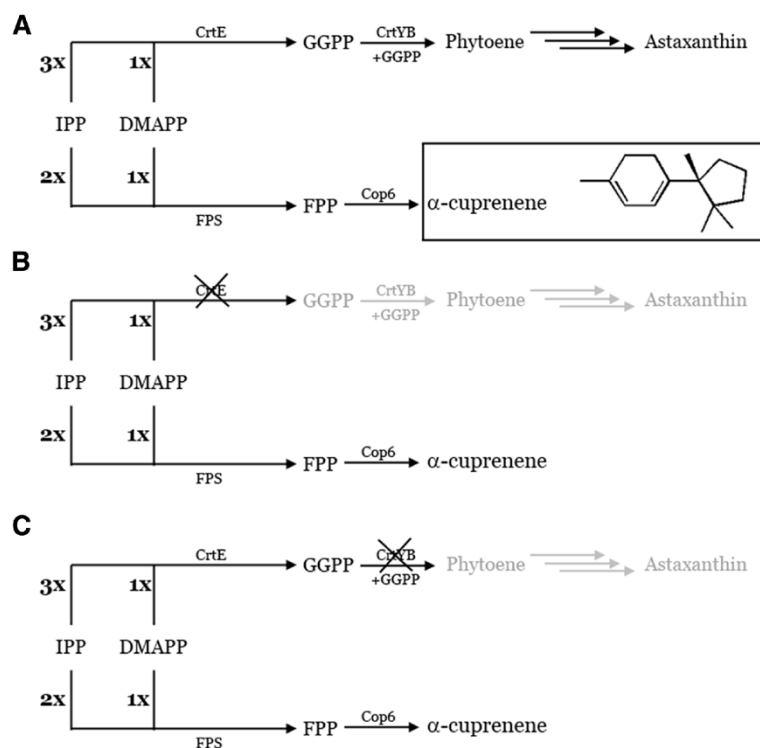 A
CrtE
GGPP CrtYB Phytoene Astaxanthin
+GGPP
3x 1x
IPP DMAPP
2x 1x
Cop6
FPP α-cuprenene
FPS
B
CrtE
GGPP CrtYB Phytoene Astaxanthin
+GGPP
3x 1x
IPP DMAPP
2x 1x
Cop6
FPP α-cuprenene
FPS
C
CrtE
GGPP CrtYB Phytoene Astaxanthin
+GGPP
3x 1x
IPP DMAPP
2x 1x
Cop6
FPP α-cuprenene
FPS